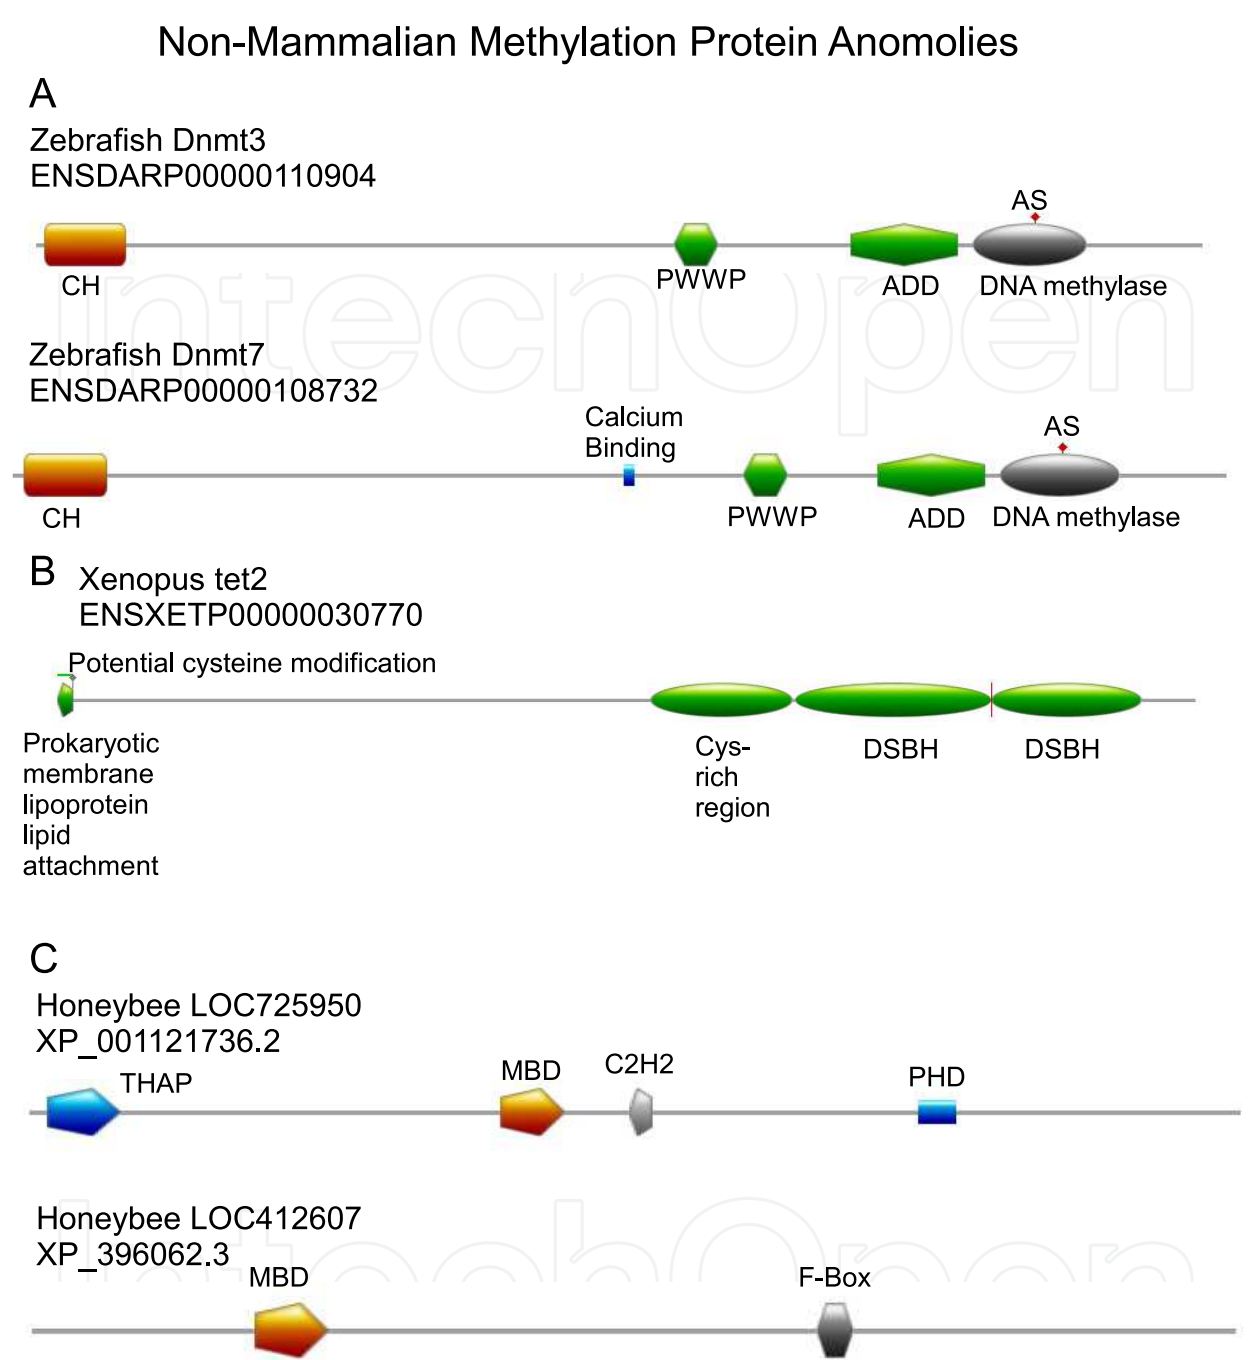 Non-Mammalian Methylation Protein Anomolies
A
Zebrafish Dnmt3
ENSDARP00000110904
AS
CH
PWWP
ADD
DNA methylase
Zebrafish Dnmt7
ENSDARP00000108732
Calcium
Binding
AS
CH
PWWP
ADD
DNA methylase
B
Xenopus tet2
ENSXETP00000030770
Potential cysteine modification
Prokaryotic
membrane
lipoprotein
lipid
attachment
Cys-
rich
region
DSBH
DSBH
C
Honeybee LOC725950
XP_001121736.2
THAP
MBD
C2H2
PHD
Honeybee LOC412607
XP_396062.3
MBD
F-Box
IntechOpen
IntechOpen